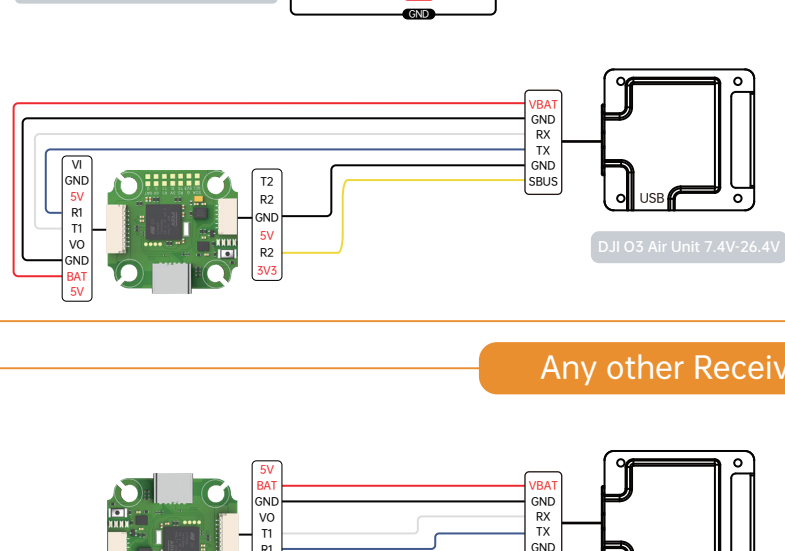 GND
VBAT
GND
RX
TX
GND
SBUS
VI
GND
5V
R1
T1
VO
GND
BAT
5V
T2
R2
GND
5V
R2
3V3
USB
DJI O3 Air Unit 7.4V-26.4V
Any other Receiv
5V
BAT
GND
VO
T1
R1
VBAT
GND
RX
TX
GND